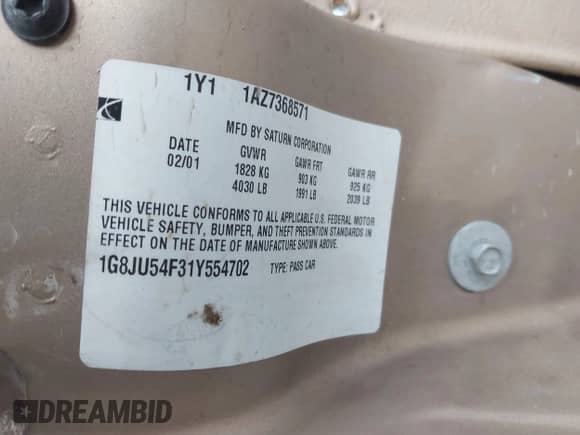 1Y1 1AZ7368571
MFD BY SATURN CORPORATION
DATE GVWR GAWR FRT GAWR RR
02/01 1828 KG 903 KG 925 KG
4030 LB 1991 LB 2039 LB
THIS VEHICLE CONFORMS TO ALL APPLICABLE U.S. FEDERAL MOTOR
VEHICLE SAFETY, BUMPER, AND THEFT PREVENTION STANDARDS IN
EFFECT ON THE DATE OF MANUFACTURE SHOWN ABOVE.
1G8JU54F31Y554702 TYPE: PASS CAR
DREAMBID